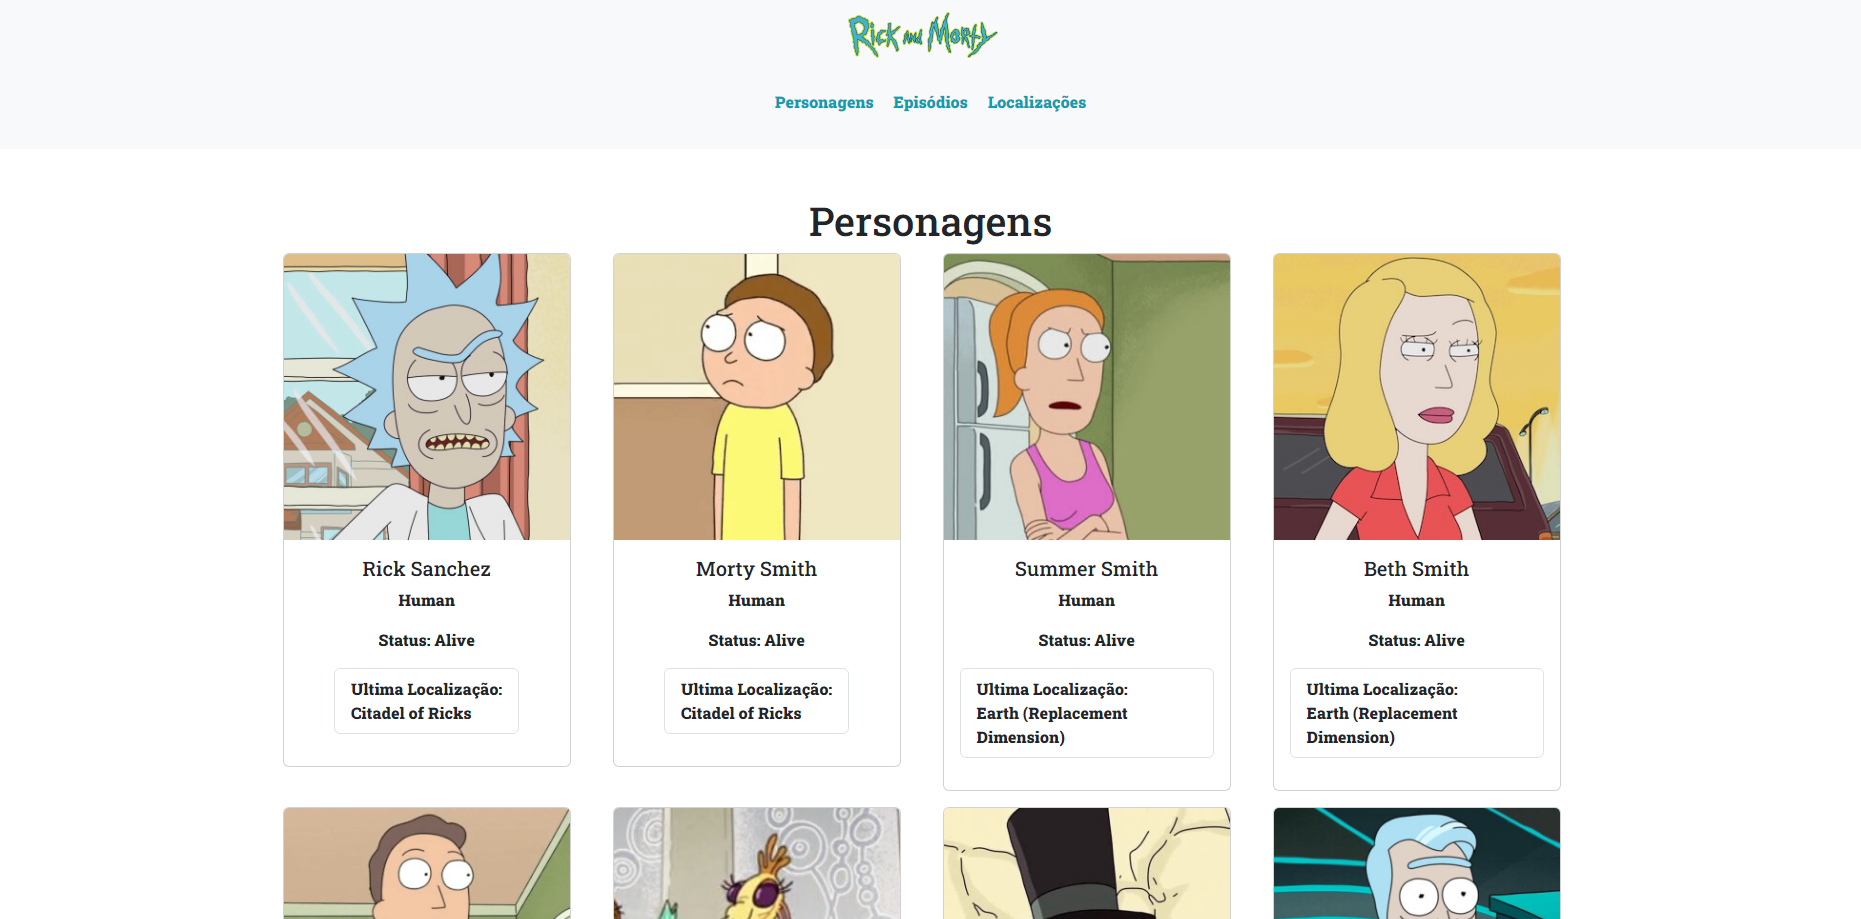 Rick and Morty
Personagens Episódios Localizações
Personagens
Rick Sanchez
Human
Status: Alive
Ultima Localização:
Citadel of Ricks
Morty Smith
Human
Status: Alive
Ultima Localização:
Citadel of Ricks
Summer Smith
Human
Status: Alive
Ultima Localização:
Earth (Replacement
Dimension)
Beth Smith
Human
Status: Alive
Ultima Localização:
Earth (Replacement
Dimension)